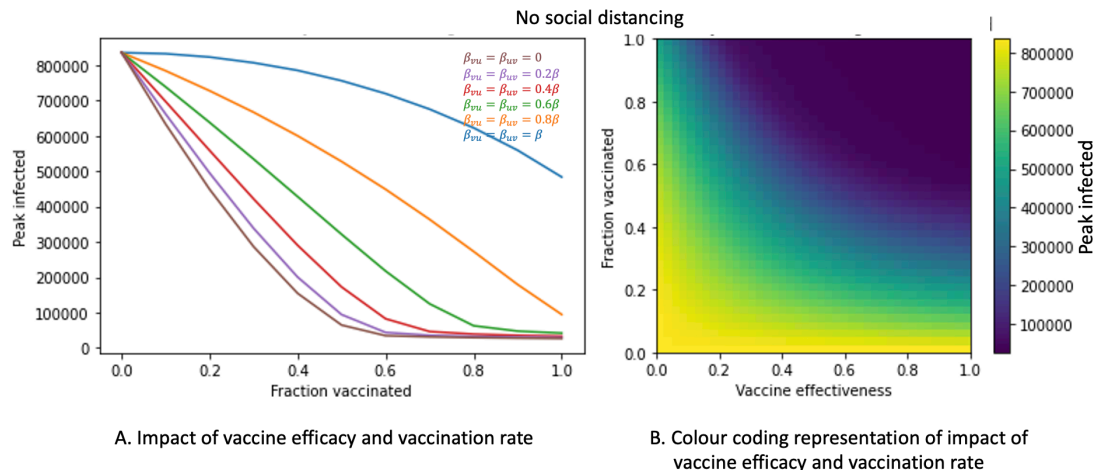 No social distancing
800000
700000
600000
500000
400000
300000
200000
100000
0
Peak infected
0.0 0.2 0.4 0.6 0.8 1.0
Fraction vaccinated
βᵥᵤ = βᵤᵥ = 0
βᵥᵤ = βᵤᵥ = 0.2β
βᵥᵤ = βᵤᵥ = 0.4β
βᵥᵤ = βᵤᵥ = 0.6β
βᵥᵤ = βᵤᵥ = 0.8β
βᵥᵤ = βᵤᵥ = β
A. Impact of vaccine efficacy and vaccination rate
1.0
0.8
0.6
0.4
0.2
0.0
Fraction vaccinated
0.0 0.2 0.4 0.6 0.8 1.0
Vaccine effectiveness
800000
700000
600000
500000
400000
300000
200000
100000
Peak infected
B. Colour coding representation of impact of
vaccine efficacy and vaccination rate